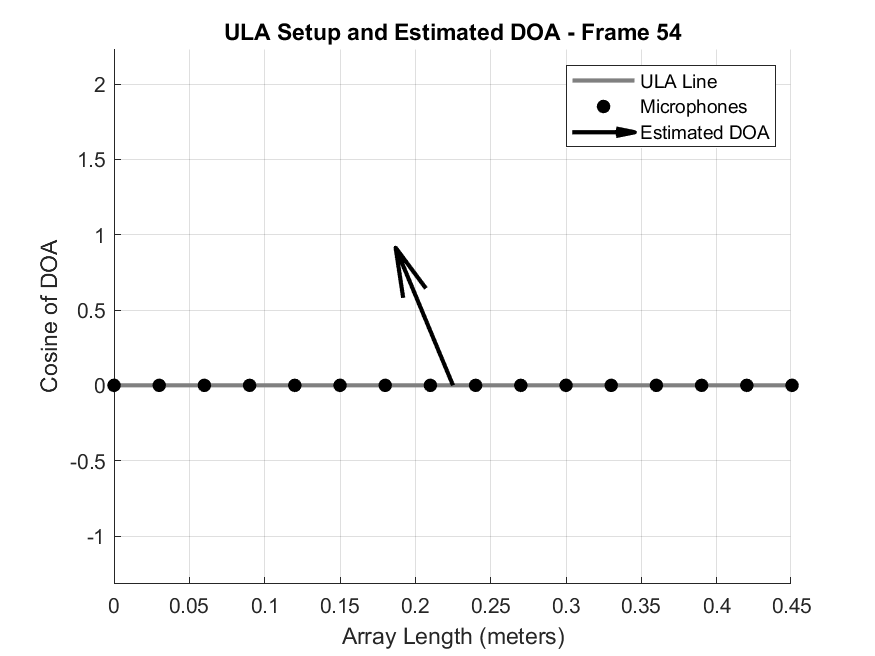 ULA Setup and Estimated DOA - Frame 54
ULA Line
Microphones
Estimated DOA
2
1.5
1
0.5
0
-0.5
-1
Cosine of DOA
0 0.05 0.1 0.15 0.2 0.25 0.3 0.35 0.4 0.45
Array Length (meters)